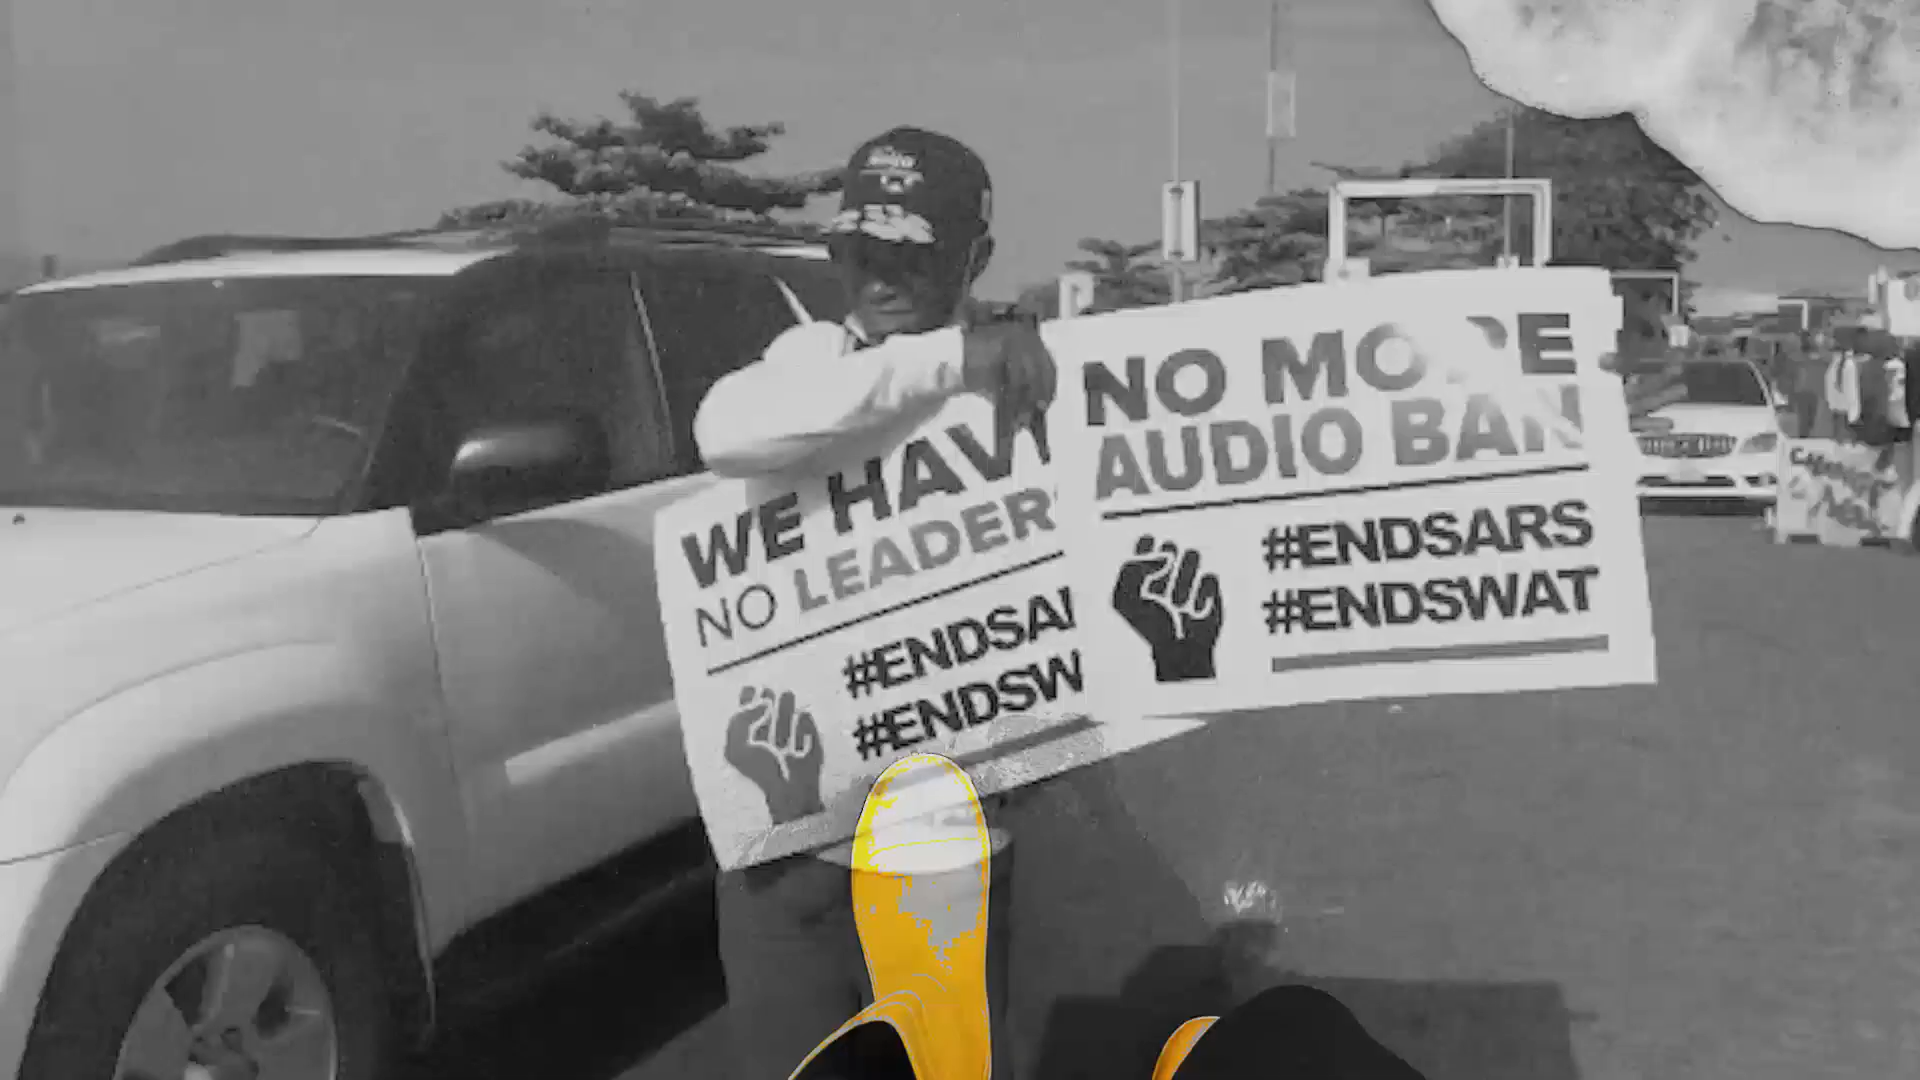 WE HAV
NO LEADER
#ENDSAR
#ENDSW
NO MORE
AUDIO BAN
#ENDSARS
#ENDSWAT